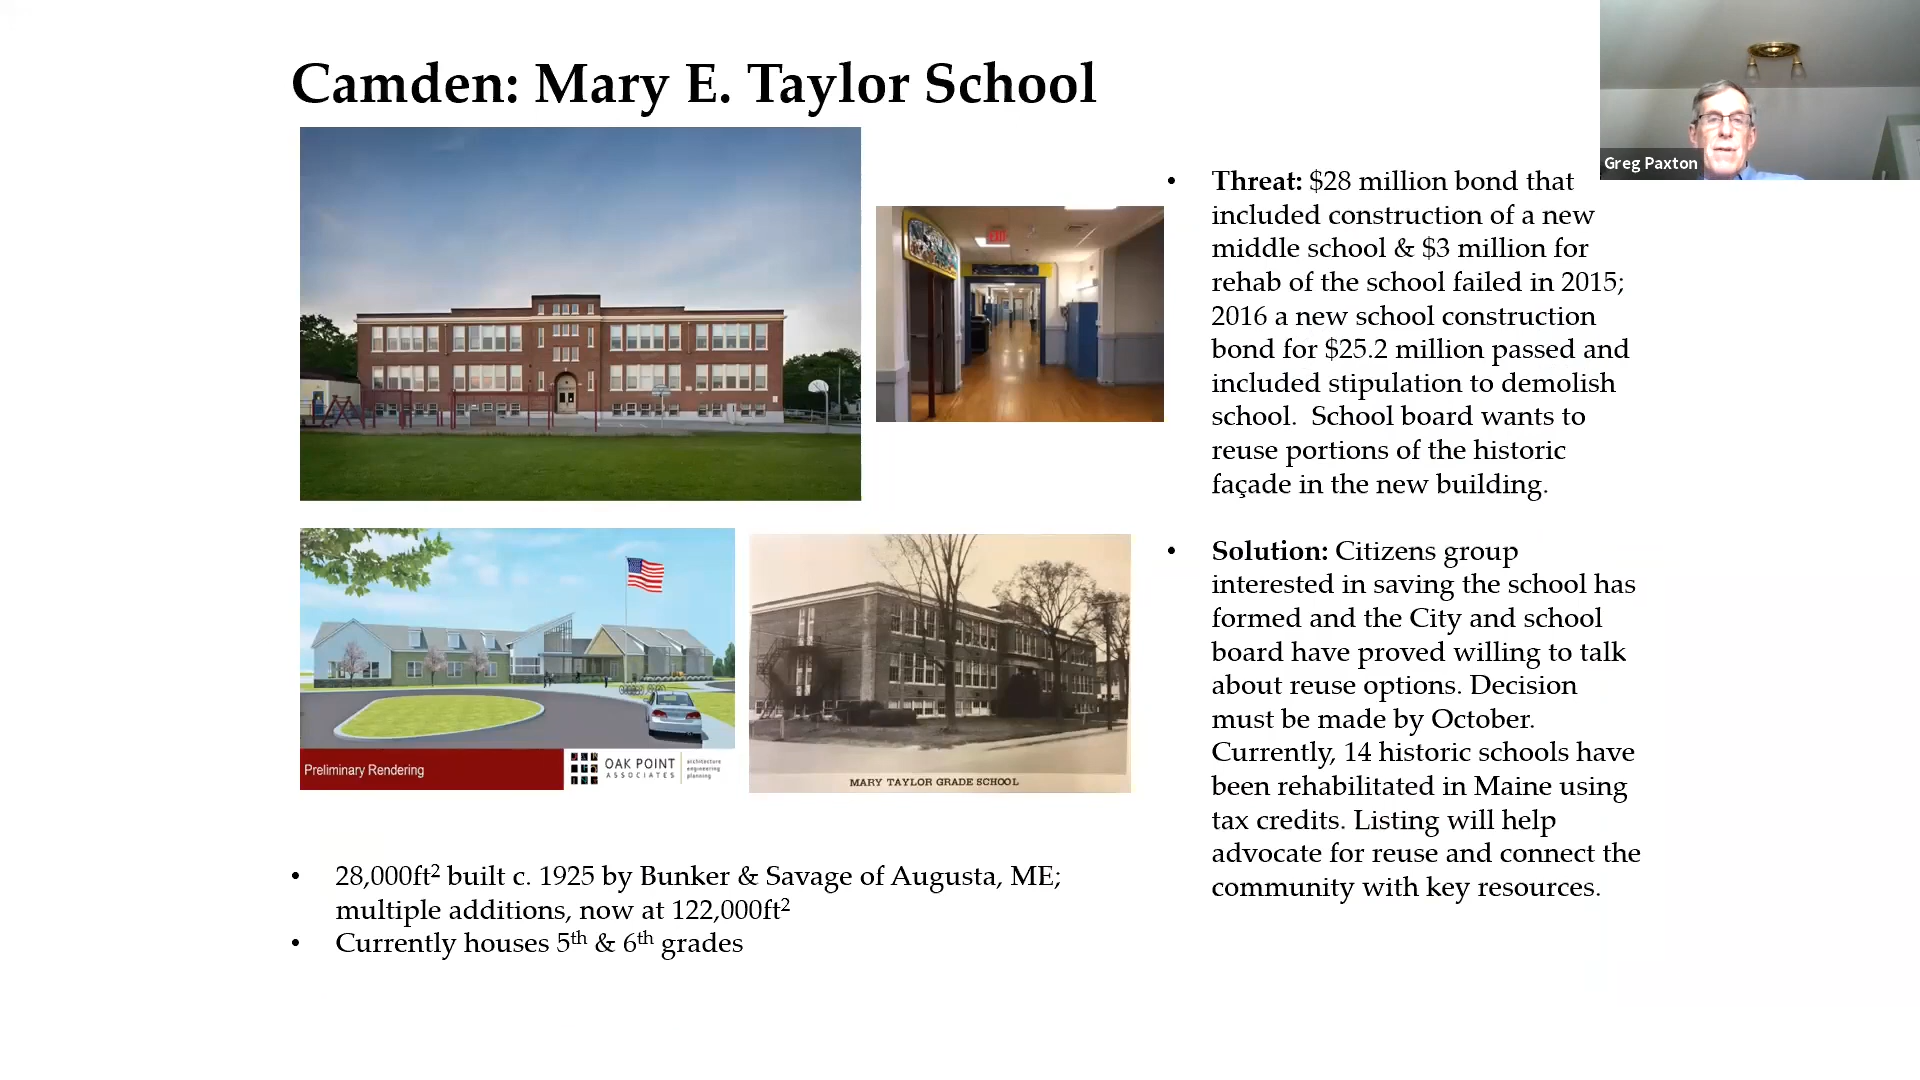 Camden: Mary E. Taylor School
Greg Paxton
• Threat: $28 million bond that
included construction of a new
middle school & $3 million for
rehab of the school failed in 2015;
2016 a new school construction
bond for $25.2 million passed and
included stipulation to demolish
school.  School board wants to
reuse portions of the historic
façade in the new building.
• Solution: Citizens group
interested in saving the school has
formed and the City and school
board have proved willing to talk
about reuse options. Decision
must be made by October.
Currently, 14 historic schools have
been rehabilitated in Maine using
tax credits. Listing will help
advocate for reuse and connect the
community with key resources.
EXIT
Preliminary Rendering
OAK POINT
ASSOCIATES
architecture
engineering
planning
MARY TAYLOR GRADE SCHOOL
• 28,000ft² built c. 1925 by Bunker & Savage of Augusta, ME;
multiple additions, now at 122,000ft²
• Currently houses 5th & 6th grades